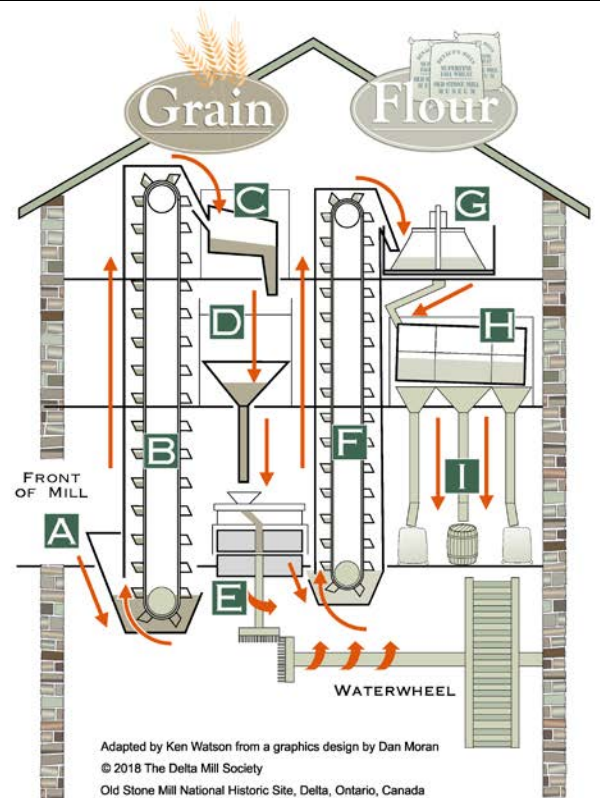 Grain
Flour
C
G
D
H
B
F
I
FRONT
OF MILL
A
E
WATERWHEEL
Adapted by Ken Watson from a graphics design by Dan Moran
© 2018 The Delta Mill Society
Old Stone Mill National Historic Site, Delta, Ontario, Canada